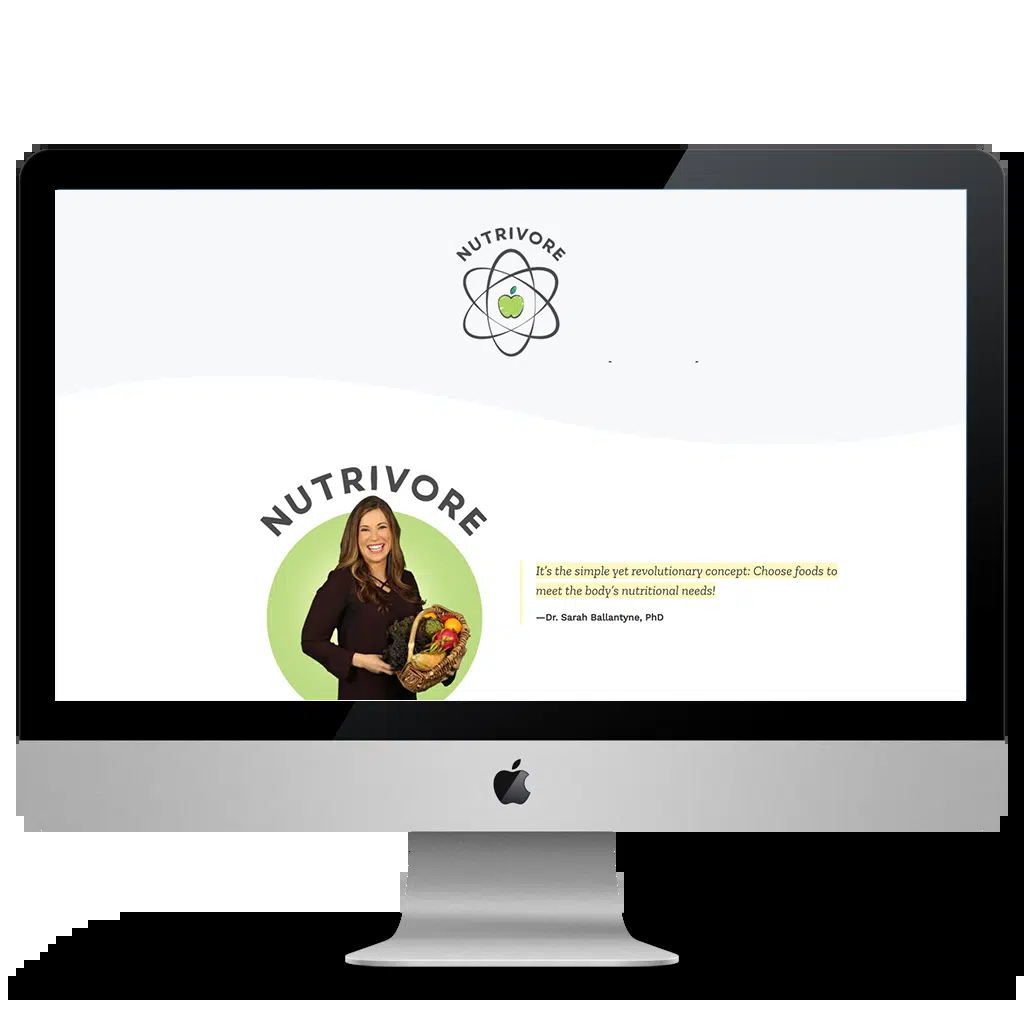 NUTRIVORE
NUTRIVORE
It's the simple yet revolutionary concept: Choose foods to
meet the body's nutritional needs!
—Dr. Sarah Ballantyne, PhD